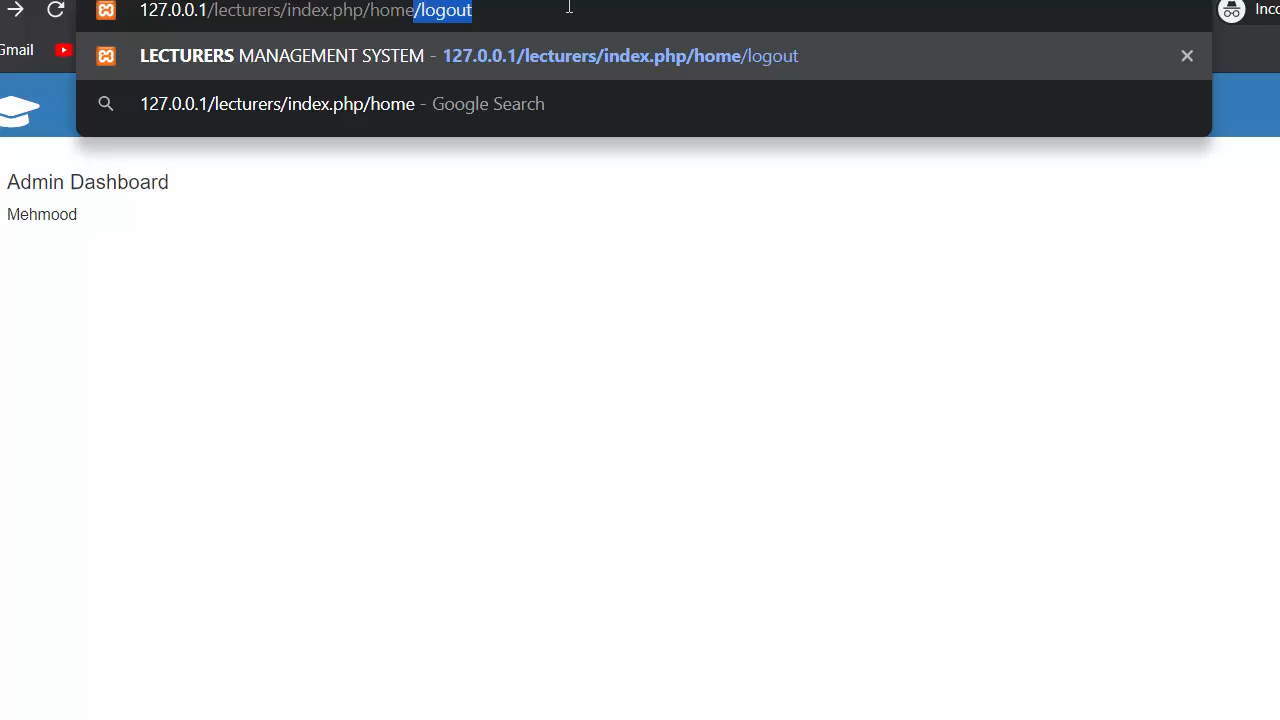 127.0.0.1/lecturers/index.php/home/logout
Inco
Gmail
LECTURERS MANAGEMENT SYSTEM - 127.0.0.1/lecturers/index.php/home/logout
127.0.0.1/lecturers/index.php/home - Google Search
Admin Dashboard
Mehmood